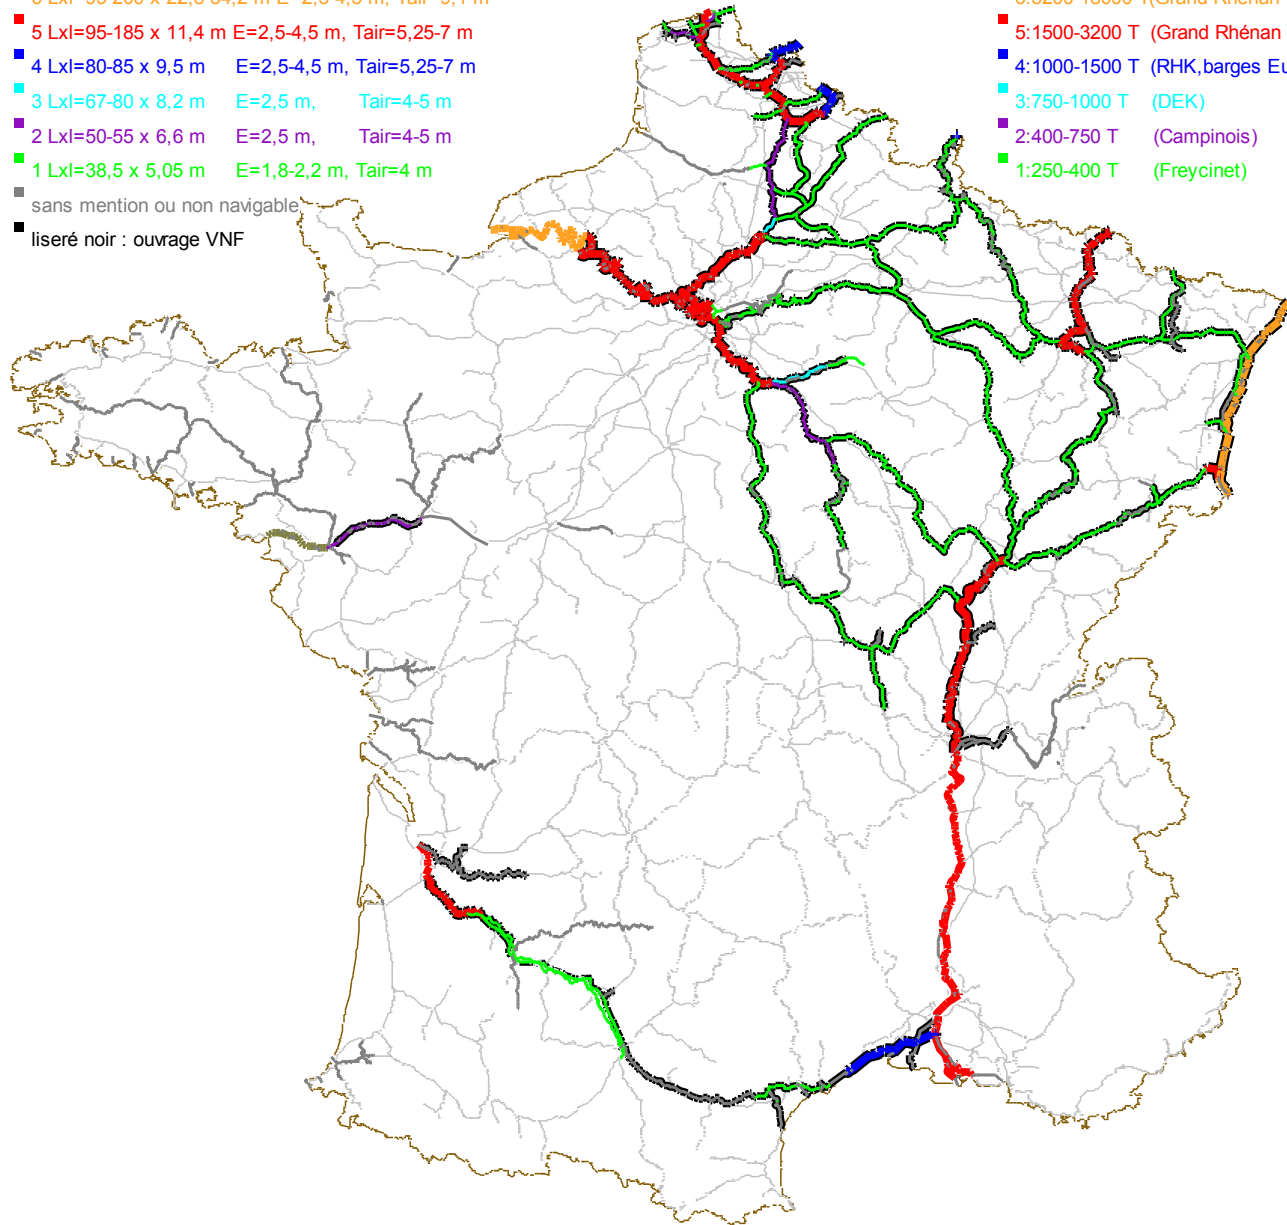 5 Lxl=95-185 x 11,4 m E=2,5-4,5 m, Tair=5,25-7 m
4 Lxl=80-85 x 9,5 m E=2,5-4,5 m, Tair=5,25-7 m
3 Lxl=67-80 x 8,2 m E=2,5 m, Tair=4-5 m
2 Lxl=50-55 x 6,6 m E=2,5 m, Tair=4-5 m
1 Lxl=38,5 x 5,05 m E=1,8-2,2 m, Tair=4 m
sans mention ou non navigable
liseré noir : ouvrage VNF
5:1500-3200 T (Grand Rhénan
4:1000-1500 T (RHK,barges Eu
3:750-1000 T (DEK)
2:400-750 T (Campinois)
1:250-400 T (Freycinet)